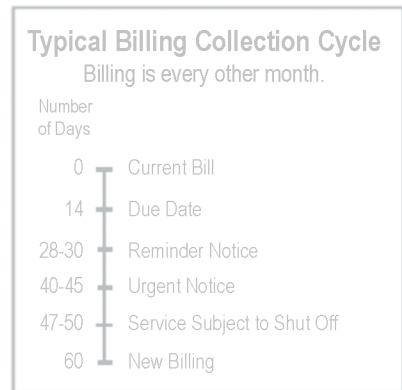 Typical Billing Collection Cycle
Billing is every other month.
Number
of Days
0 Current Bill
14 Due Date
28-30 Reminder Notice
40-45 Urgent Notice
47-50 Service Subject to Shut Off
60 New Billing